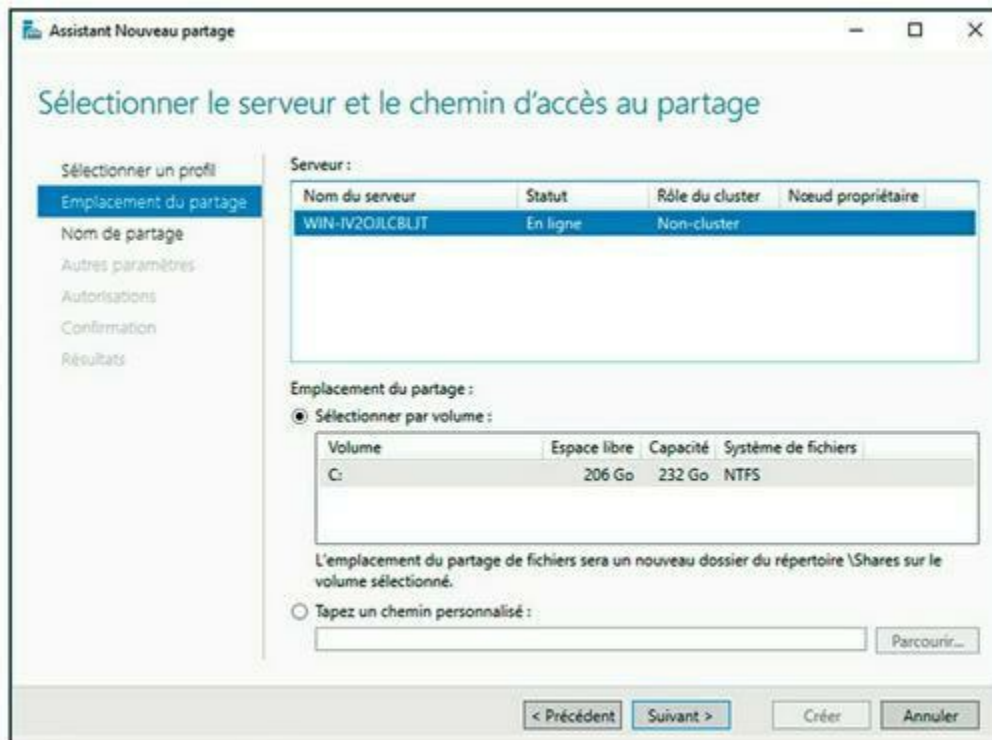 Assistant Nouveau partage
Sélectionner le serveur et le chemin d'accès au partage
Sélectionner un profil
Emplacement du partage
Nom de partage
Autres paramètres
Autorisations
Confirmation
Résultats
Serveur :
Nom du serveur Statut Rôle du cluster Nœud propriétaire
WIN-IV2OJLCBLJT En ligne Non-cluster
Emplacement du partage :
Sélectionner par volume :
Volume Espace libre Capacité Système de fichiers
C: 206 Go 232 Go NTFS
L'emplacement du partage de fichiers sera un nouveau dossier du répertoire \Shares sur le
volume sélectionné.
Tapez un chemin personnalisé :
Parcourir...
< Précédent Suivant > Créer Annuler